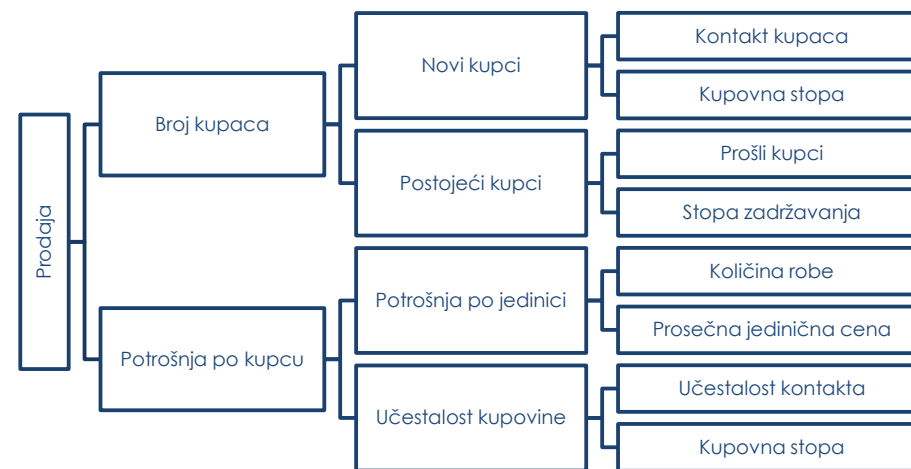 Prodaja
Broj kupaca
Novi kupci
Kontakt kupaca
Kupovna stopa
Postojeći kupci
Prošli kupci
Stopa zadržavanja
Potrošnja po kupcu
Potrošnja po jedinici
Količina robe
Prosečna jedinična cena
Učestalost kupovine
Učestalost kontakta
Kupovna stopa